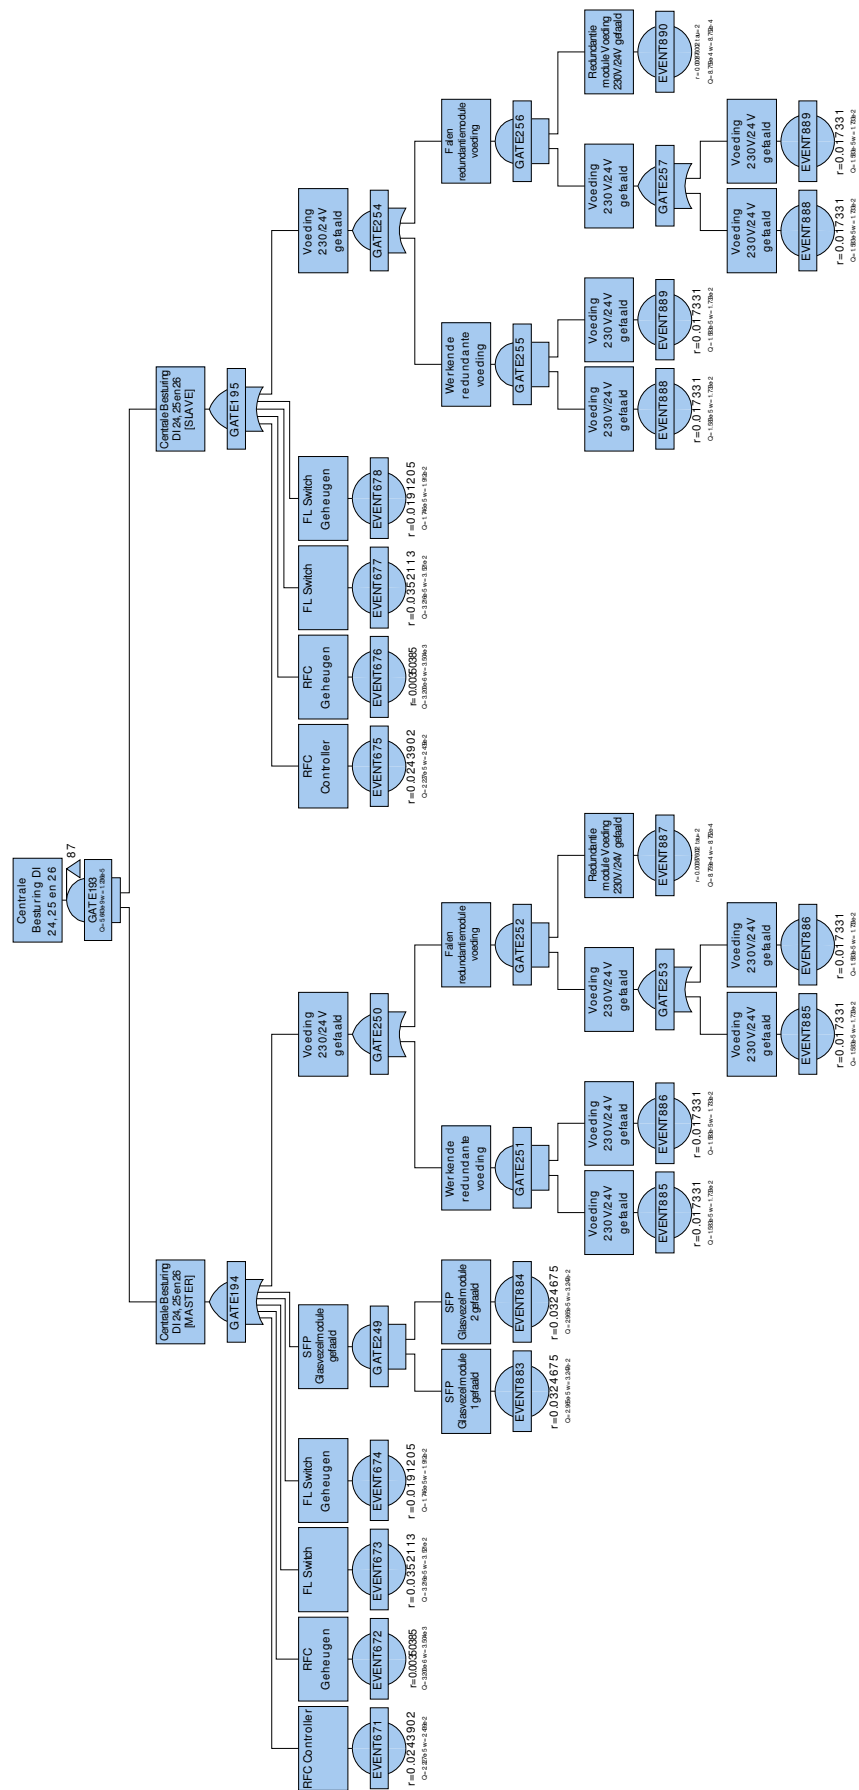 Centrale
Besturing DI
24, 25 en 26
GATE193
87
Centrale Besturing
DI 24, 25 en 26
[MASTER]
GATE194
Centrale Besturing
DI 24, 25 en 26
[SLAVE]
GATE195
RFC Controller
EVENT671
r=0.0243902
RFC
Geheugen
EVENT672
r=0.00350385
FL Switch
EVENT673
r=0.0352113
FL Switch
Geheugen
EVENT674
r=0.0191205
SFP
Glasvezelmodule
gefaald
GATE249
Voeding
230/24V
gefaald
GATE250
RFC
Controller
EVENT675
r=0.0243902
RFC
Geheugen
EVENT676
r=0.00350385
FL Switch
EVENT677
r=0.0352113
FL Switch
Geheugen
EVENT678
r=0.0191205
Voeding
230/24V
gefaald
GATE254
SFP
Glasvezelmodule
1 gefaald
EVENT883
r=0.0324675
SFP
Glasvezelmodule
2 gefaald
EVENT884
r=0.0324675
Werkende
redundante
voeding
GATE251
Falen
redundantiemodule
voeding
GATE252
Werkende
redundante
voeding
GATE255
Falen
redundantiemodule
voeding
GATE256
Voeding
230V/24V
gefaald
EVENT885
r=0.017331
Voeding
230V/24V
gefaald
EVENT886
r=0.017331
Voeding
230V/24V
gefaald
GATE253
Redundantie
module Voeding
230V/24V gefaald
EVENT887
Voeding
230V/24V
gefaald
EVENT888
r=0.017331
Voeding
230V/24V
gefaald
EVENT889
r=0.017331
Voeding
230V/24V
gefaald
GATE257
Redundantie
module Voeding
230V/24V gefaald
EVENT890
Voeding
230V/24V
gefaald
EVENT885
r=0.017331
Voeding
230V/24V
gefaald
EVENT886
r=0.017331
Voeding
230V/24V
gefaald
EVENT888
r=0.017331
Voeding
230V/24V
gefaald
EVENT889
r=0.017331